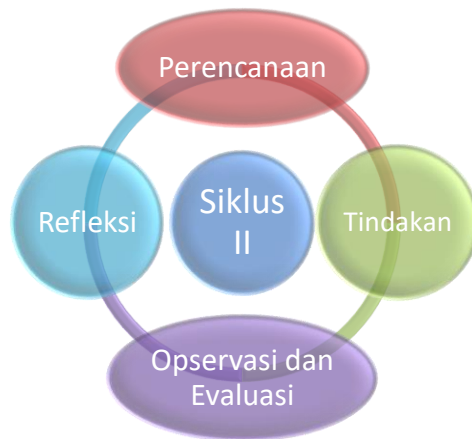 Perencanaan
Refleksi
Siklus
II
Tindakan
Opservasi dan
Evaluasi